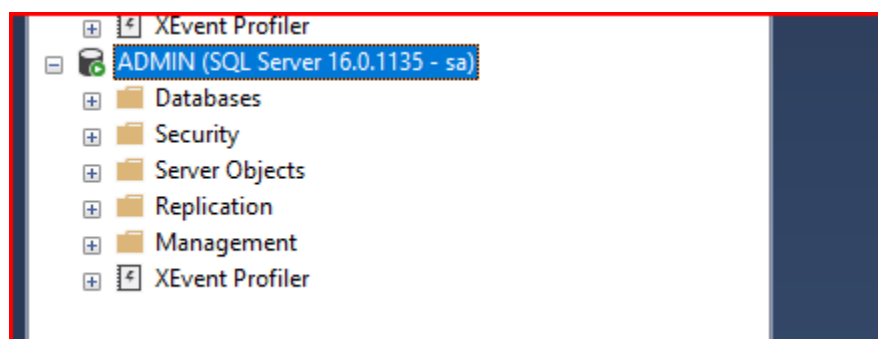 XEvent Profiler
ADMIN (SQL Server 16.0.1135 - sa)
Databases
Security
Server Objects
Replication
Management
XEvent Profiler